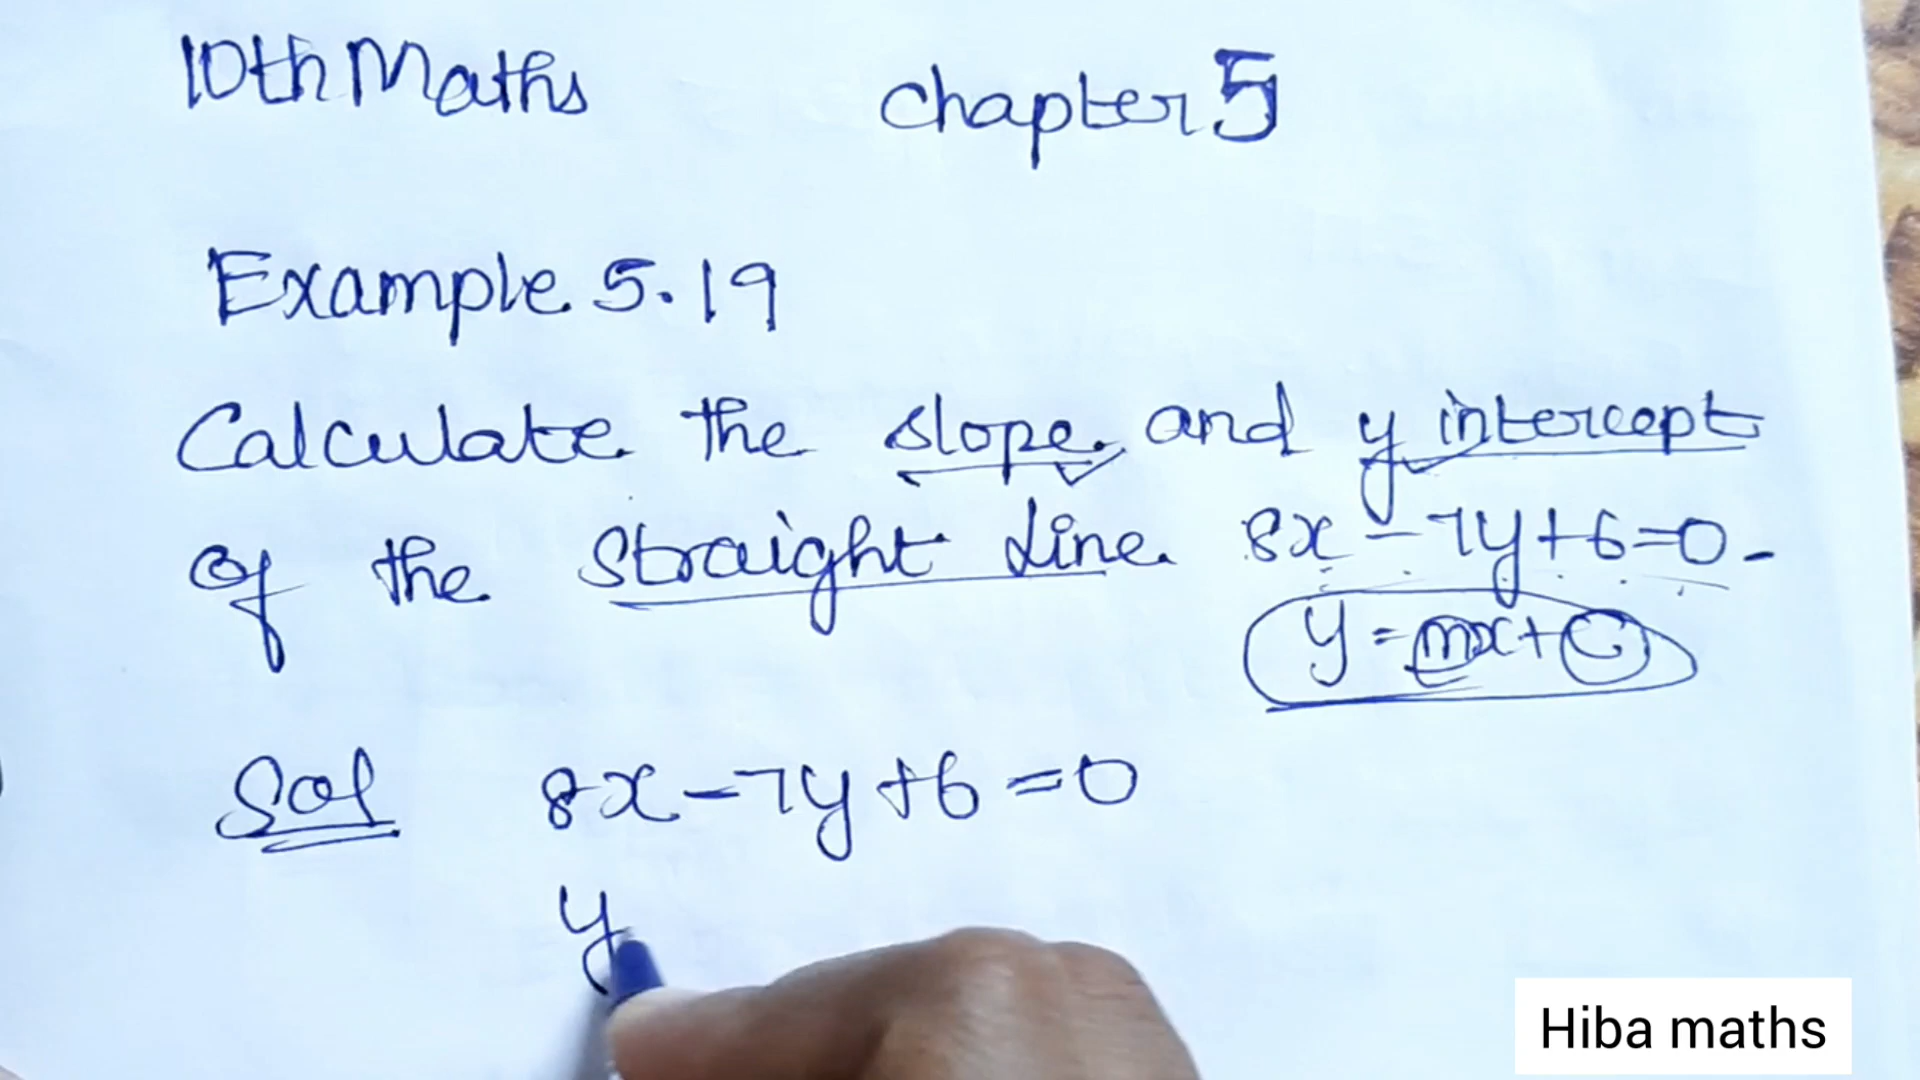 10th Maths chapter 5
Example 5.19
Calculate the slope and y intercept
of the straight line 8x - 7y + 6 = 0.
y = mx + c
Sol 8x - 7y + 6 = 0
y
Hiba maths